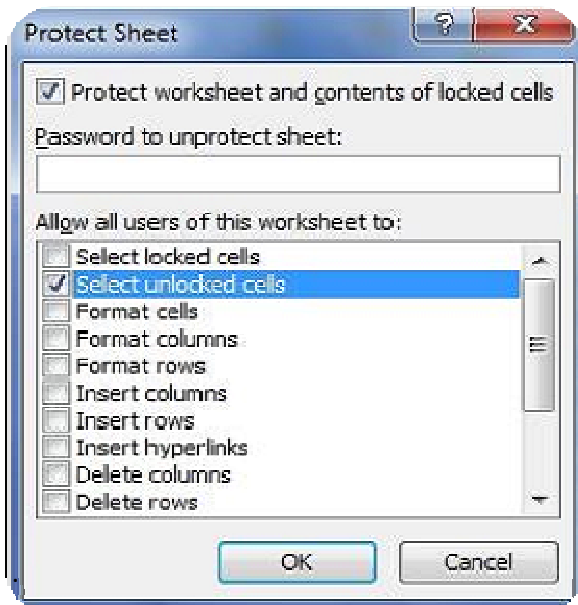 Protect Sheet
Protect worksheet and contents of locked cells
Password to unprotect sheet:
Allow all users of this worksheet to:
Select locked cells
Select unlocked cells
Format cells
Format columns
Format rows
Insert columns
Insert rows
Insert hyperlinks
Delete columns
Delete rows
OK Cancel